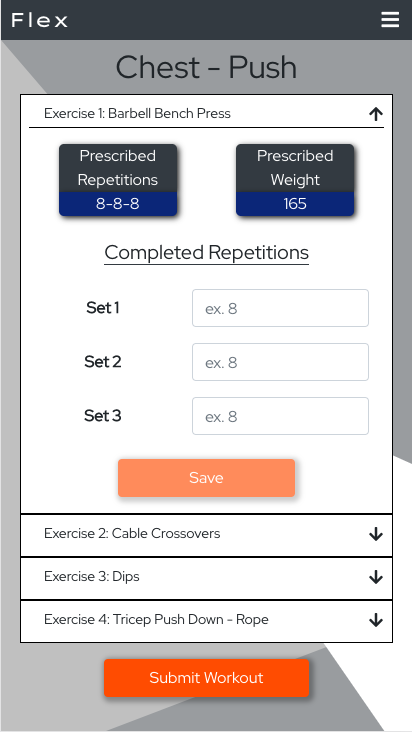 Flex
Chest - Push
Exercise 1: Barbell Bench Press
Prescribed
Repetitions
8-8-8
Prescribed
Weight
165
Completed Repetitions
Set 1
ex. 8
Set 2
ex. 8
Set 3
ex. 8
Save
Exercise 2: Cable Crossovers
Exercise 3: Dips
Exercise 4: Tricep Push Down - Rope
Submit Workout